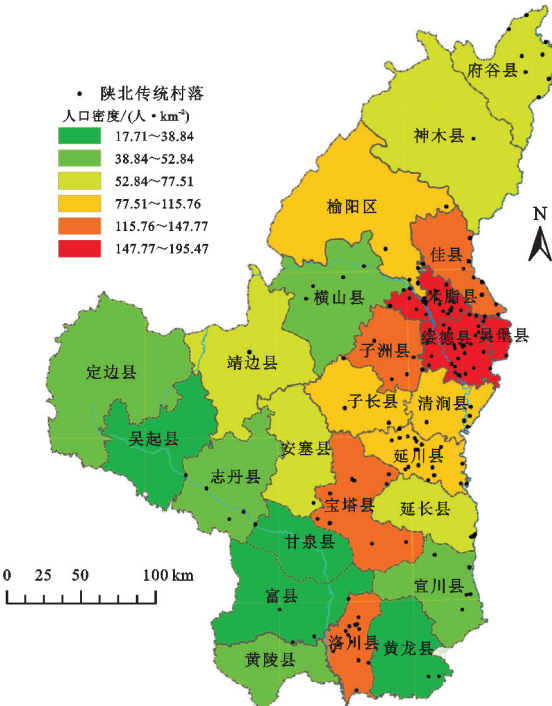 陕北传统村落
人口密度/(人·km⁻²)
17.71~38.84
38.84~52.84
52.84~77.51
77.51~115.76
115.76~147.77
147.77~195.47
府谷县
神木县
榆阳区
N
佳县
横山县
米脂县
吴堡县
绥德县
子洲县
靖边县
定边县
子长县
清涧县
吴起县
安塞县
延川县
志丹县
宝塔县
延长县
甘泉县
宜川县
富县
洛川县
黄龙县
黄陵县
0 25 50 100 km